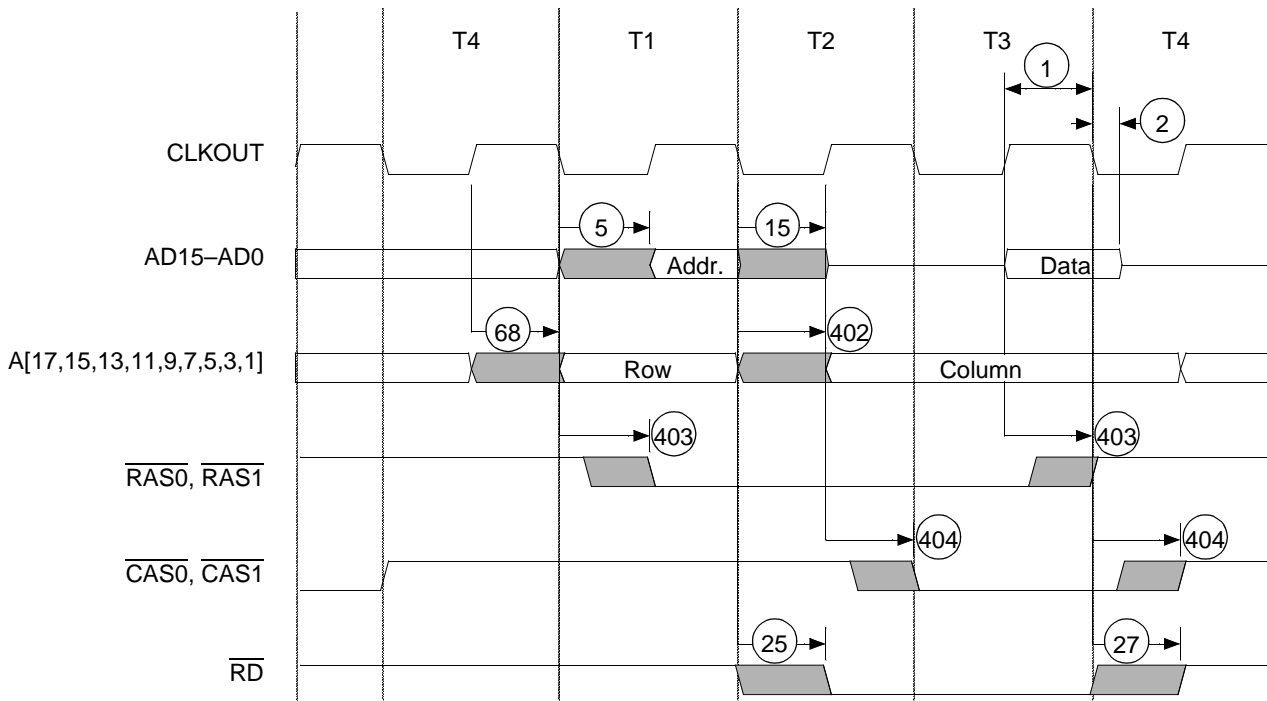 T4 T1 T2 T3 T4
1
2
CLKOUT
5 15
AD15–AD0
Addr. Data
68 402
A[17,15,13,11,9,7,5,3,1]
Row Column
403 403
RAS0, RAS1
404 404
CAS0, CAS1
25 27
RD